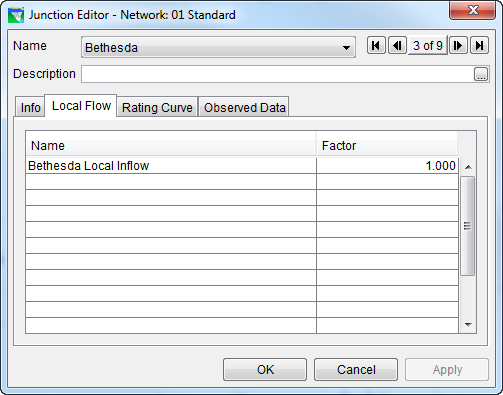 Junction Editor - Network: 01 Standard
Name Bethesda 3 of 9
Description ...
Info Local Flow Rating Curve Observed Data
Name Factor
Bethesda Local Inflow 1.000
OK Cancel Apply